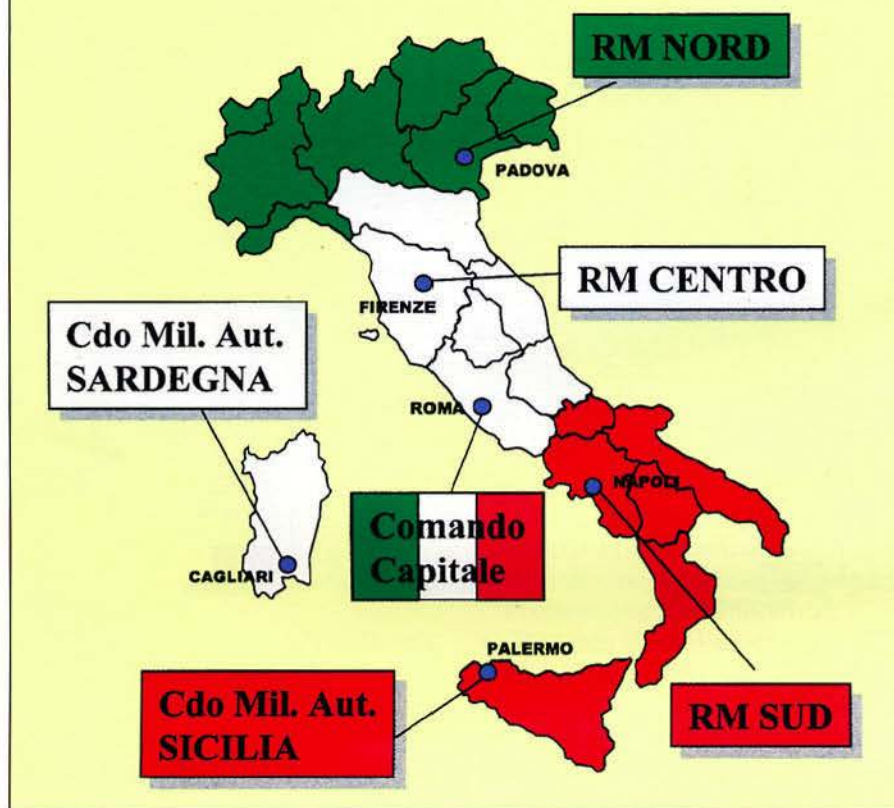 RM NORD
PADOVA
RM CENTRO
FIRENZE
Cdo Mil. Aut.
SARDEGNA
ROMA
NAPOLI
Comando
Capitale
CAGLIARI
PALERMO
Cdo Mil. Aut.
SICILIA
RM SUD